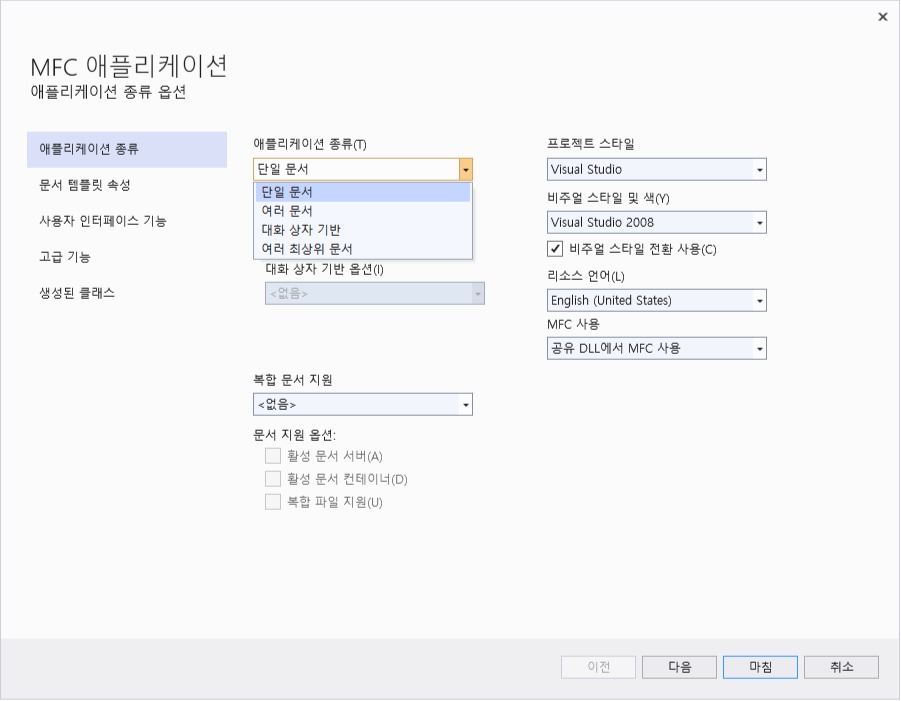 MFC 애플리케이션
애플리케이션 종류 옵션
애플리케이션 종류
문서 템플릿 속성
사용자 인터페이스 기능
고급 기능
생성된 클래스
애플리케이션 종류(T)
단일 문서
단일 문서
여러 문서
대화 상자 기반
여러 최상위 문서
대화 상자 기반 옵션(I)
<없음>
복합 문서 지원
<없음>
문서 지원 옵션:
활성 문서 서버(A)
활성 문서 컨테이너(D)
복합 파일 지원(U)
프로젝트 스타일
Visual Studio
비주얼 스타일 및 색(Y)
Visual Studio 2008
비주얼 스타일 전환 사용(C)
리소스 언어(L)
English (United States)
MFC 사용
공유 DLL에서 MFC 사용
이전
다음
마침
취소